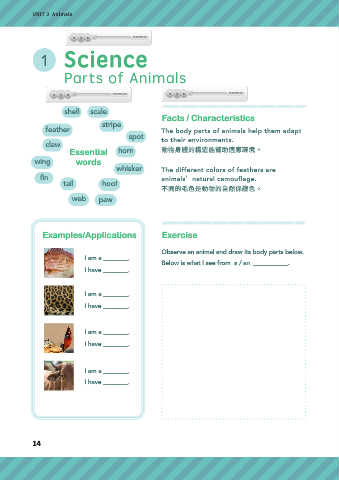 UNIT 2 Animals
1 Science
Parts of Animals
shell
scale
feather
stripe
spot
claw
Essential
words
horn
wing
whisker
fin
tail
hoof
web
paw
Facts / Characteristics
The body parts of animals help them adapt
to their environments.
動物身體的構造能幫助適應環境。
The different colors of feathers are
animals' natural camouflage.
不同的毛色是動物的自然保護色。
Examples/Applications
I am a ________.
I have ________.
I am a ________.
I have ________.
I am a ________.
I have ________.
I am a ________.
I have ________.
Exercise
Observe an animal and draw its body parts below.
Below is what I see from a / an ___________.
14